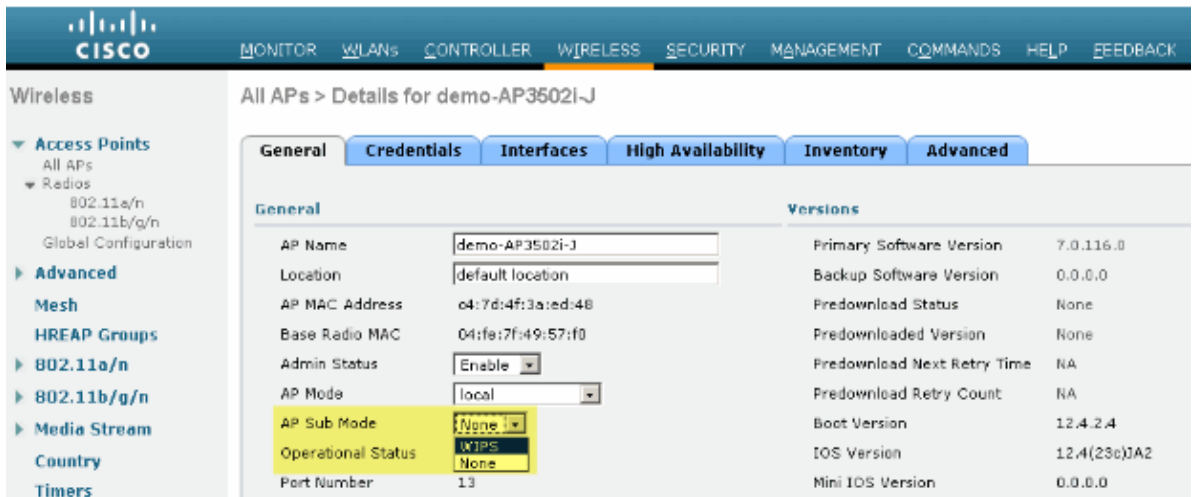 CISCO
MONITOR WLANs CONTROLLER WIRELESS SECURITY MANAGEMENT COMMANDS HELP FEEDBACK
Wireless
Access Points
All APs
Radios
802.11a/n
802.11b/g/n
Global Configuration
Advanced
Mesh
HREAP Groups
802.11a/n
802.11b/g/n
Media Stream
Country
Timers
All APs > Details for demo-AP3502i-J
General Credentials Interfaces High Availability Inventory Advanced
General
AP Name demo-AP3502i-J
Location default location
AP MAC Address c4:7d:4f:3a:ed:48
Base Radio MAC 04:fe:7f:49:57:f0
Admin Status Enable
AP Mode local
AP Sub Mode None
WIPS
Operational Status None
Port Number 13
Versions
Primary Software Version 7.0.116.0
Backup Software Version 0.0.0.0
Predownload Status None
Predownloaded Version None
Predownload Next Retry Time NA
Predownload Retry Count NA
Boot Version 12.4.2.4
IOS Version 12.4(23c)JA2
Mini IOS Version 0.0.0.0